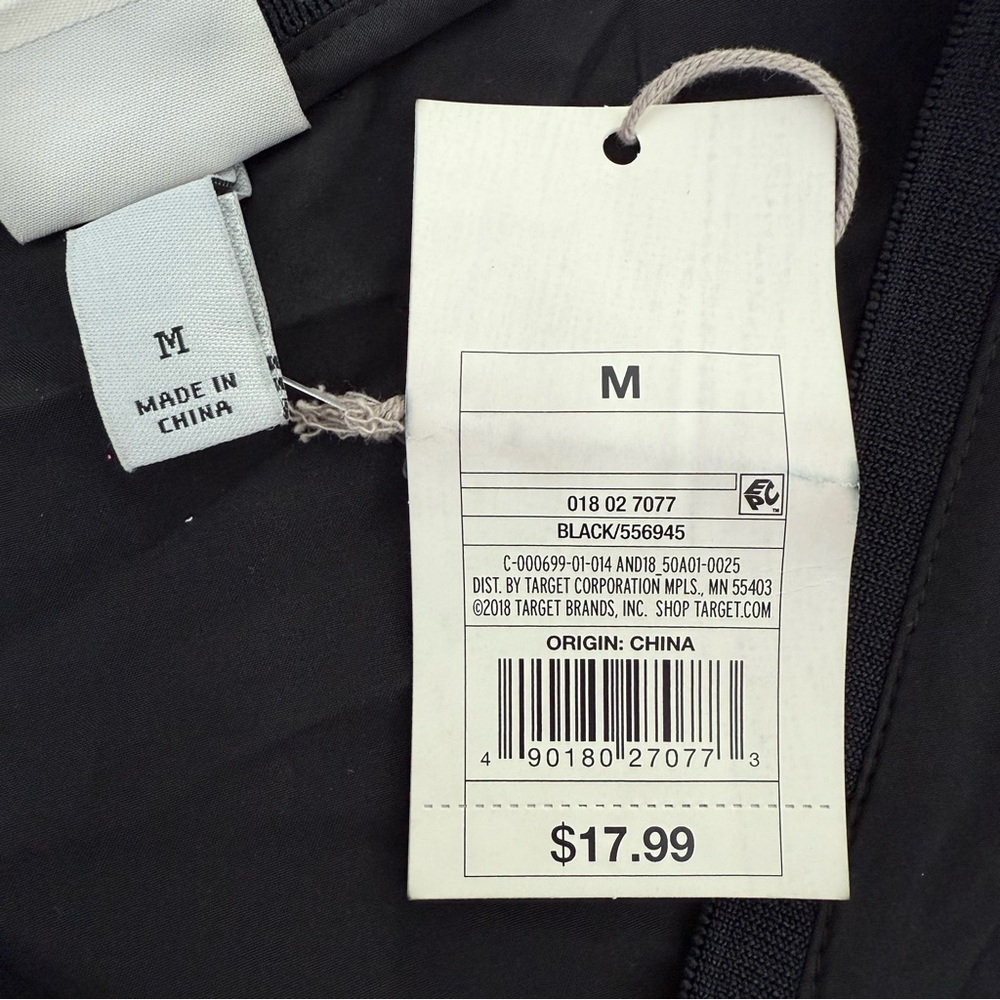 M
MADE IN
CHINA
M
EPC™
018 02 7077
BLACK/556945
C-000699-01-014 AND18_50A01-0025
DIST. BY TARGET CORPORATION MPLS., MN 55403
©2018 TARGET BRANDS, INC. SHOP TARGET.COM
ORIGIN: CHINA
4 90180 27077 3
$17.99